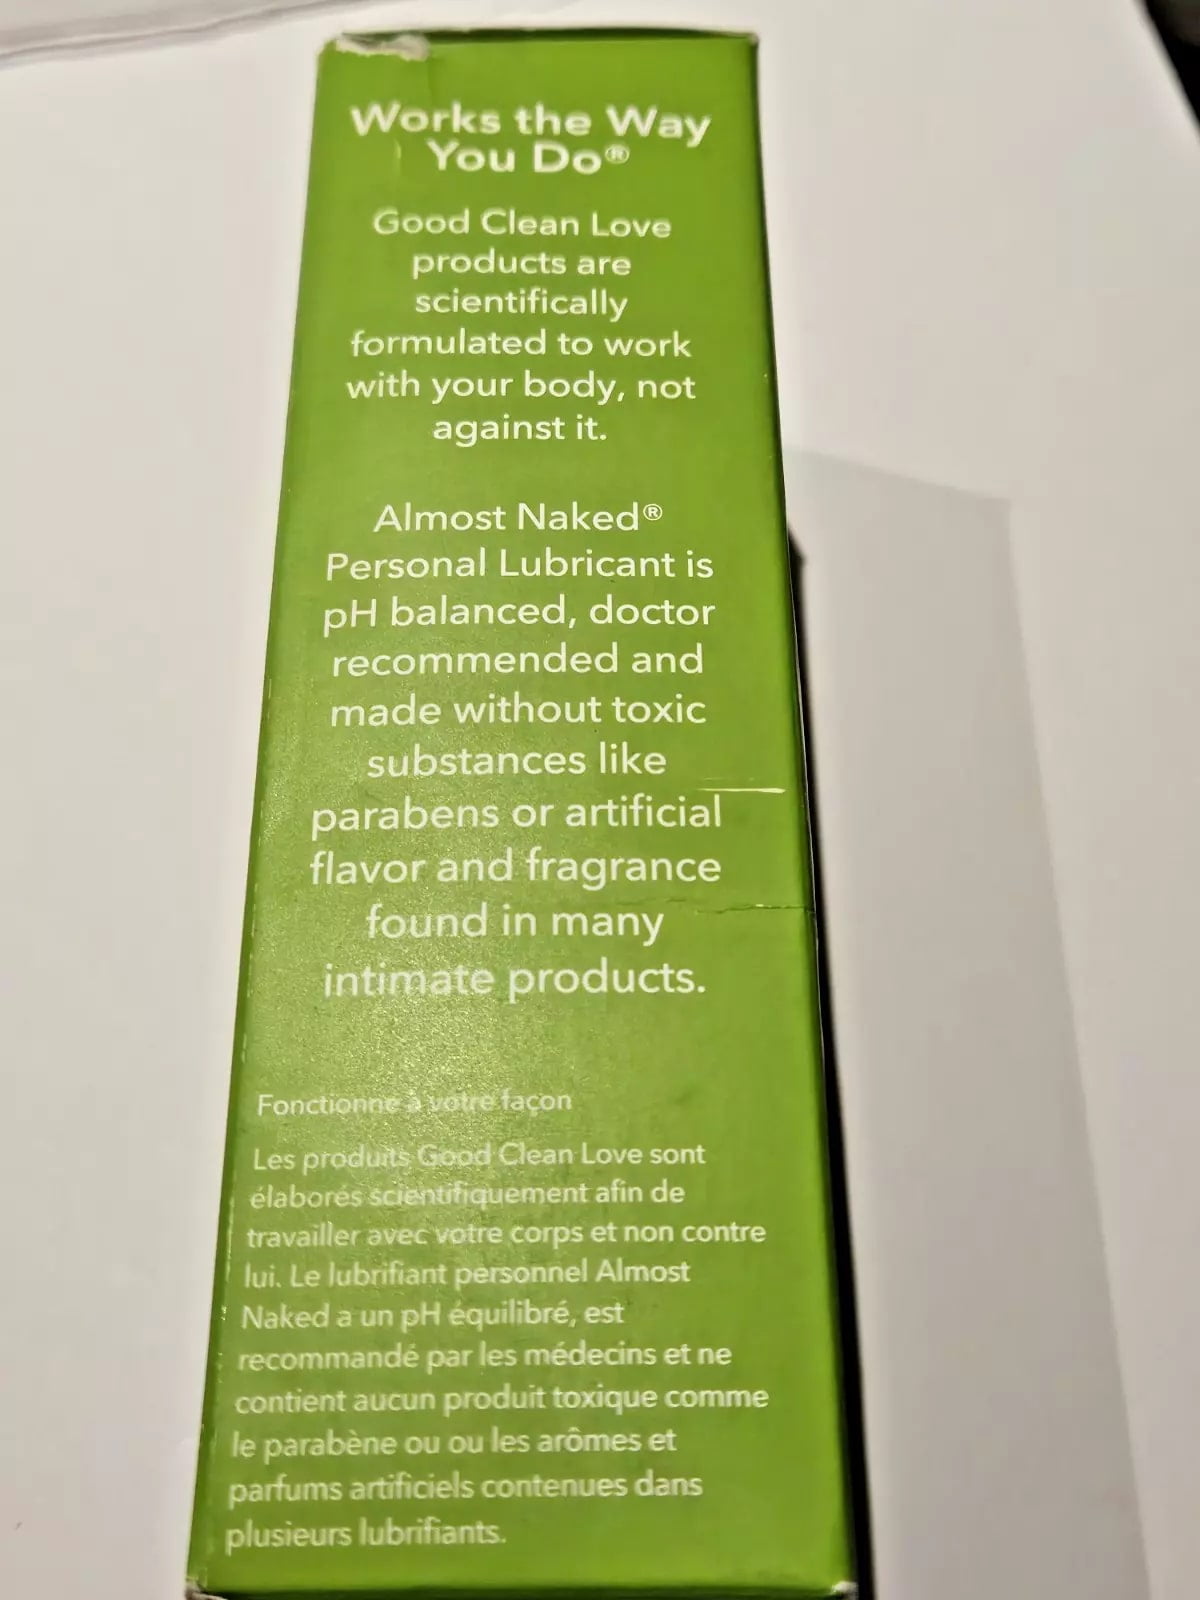 Works the Way
You Do®
Good Clean Love
products are
scientifically
formulated to work
with your body, not
against it.
Almost Naked®
Personal Lubricant is
pH balanced, doctor
recommended and
made without toxic
substances like
parabens or artificial
flavor and fragrance
found in many
intimate products.
Fonctionne à votre façon
Les produits Good Clean Love sont
élaborés scientifiquement afin de
travailler avec votre corps et non contre
lui. Le lubrifiant personnel Almost
Naked a un pH équilibré, est
recommandé par les médecins et ne
contient aucun produit toxique comme
le parabène ou ou les arômes et
parfums artificiels contenues dans
plusieurs lubrifiants.